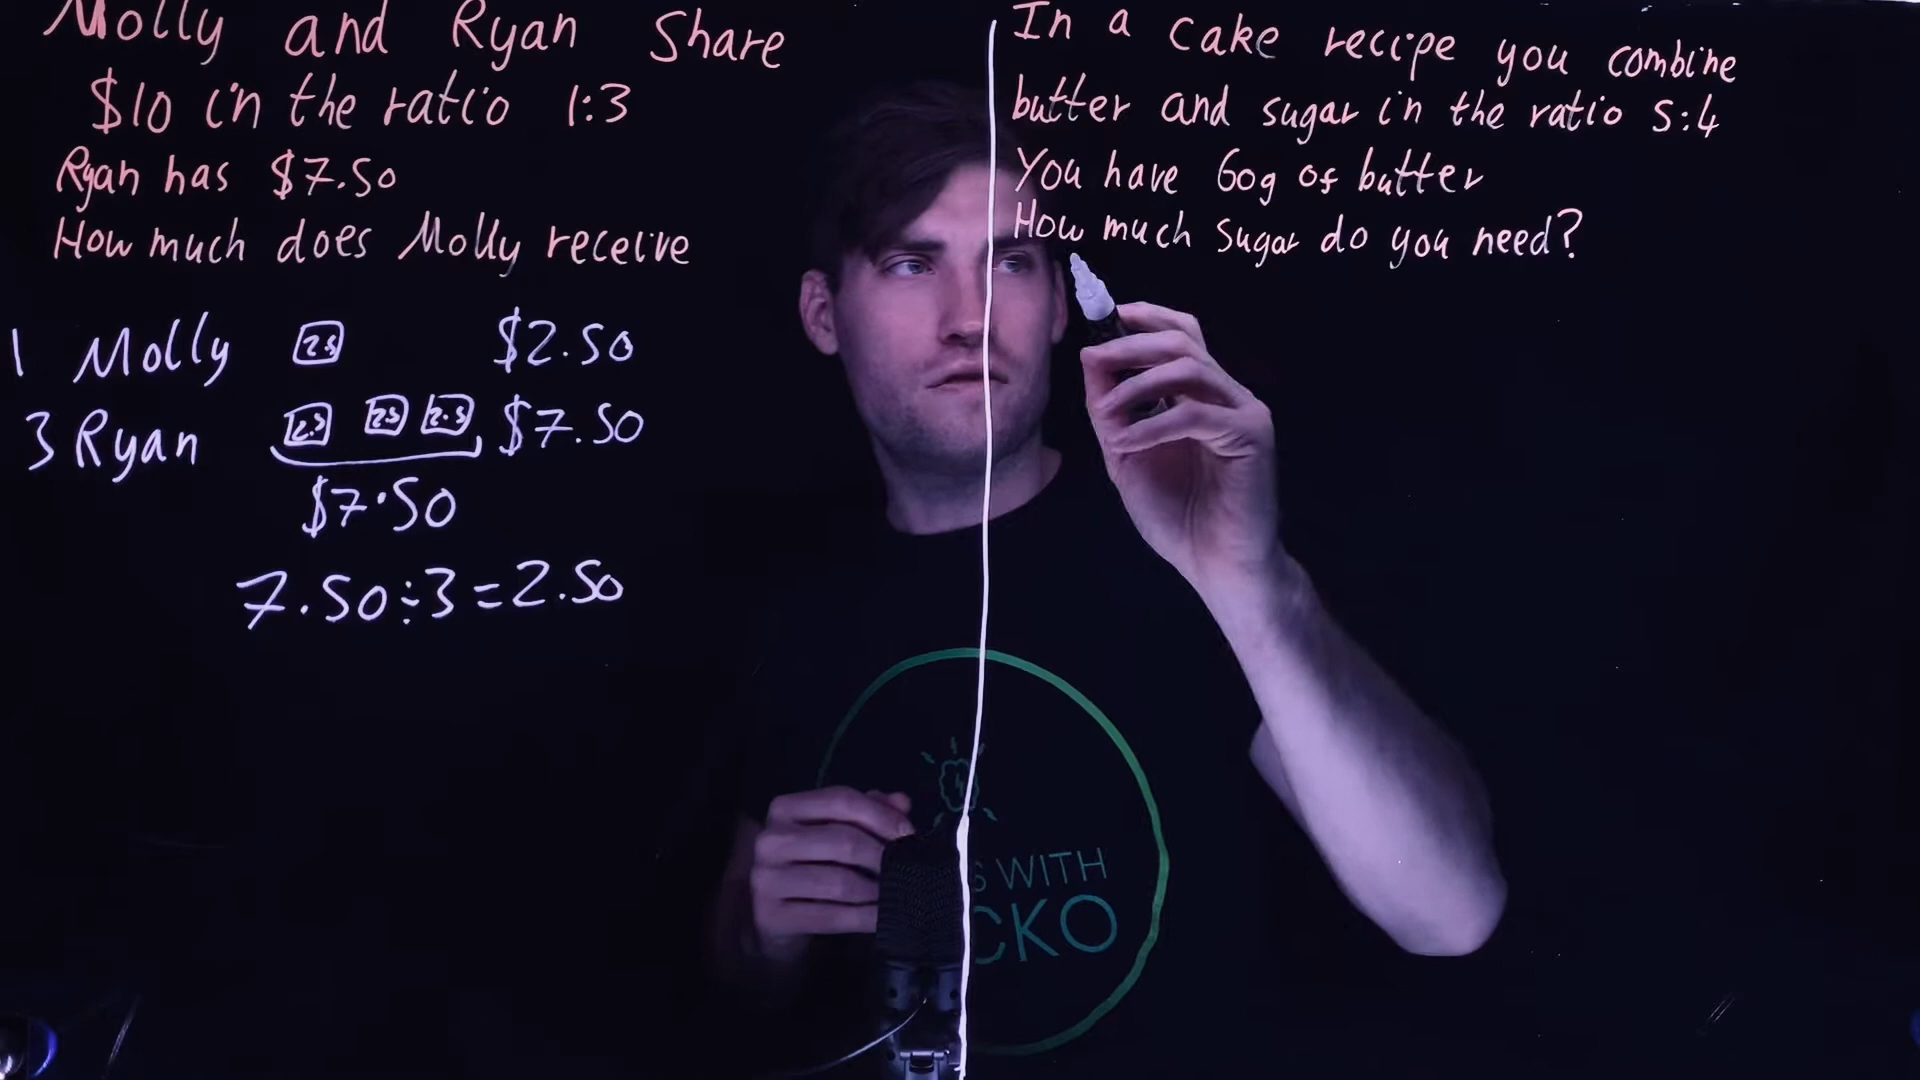 Molly and Ryan Share
$10 in the ratio 1:3
Ryan has $7.50
How much does Molly receive
1 Molly 2.5 $2.50
3 Ryan 2.5 2.5 2.5 $7.50
$7.50
7.50÷3=2.50
In a cake recipe you combine
butter and sugar in the ratio 5:4
You have 60g of butter
How much sugar do you need?
WITH
CKO